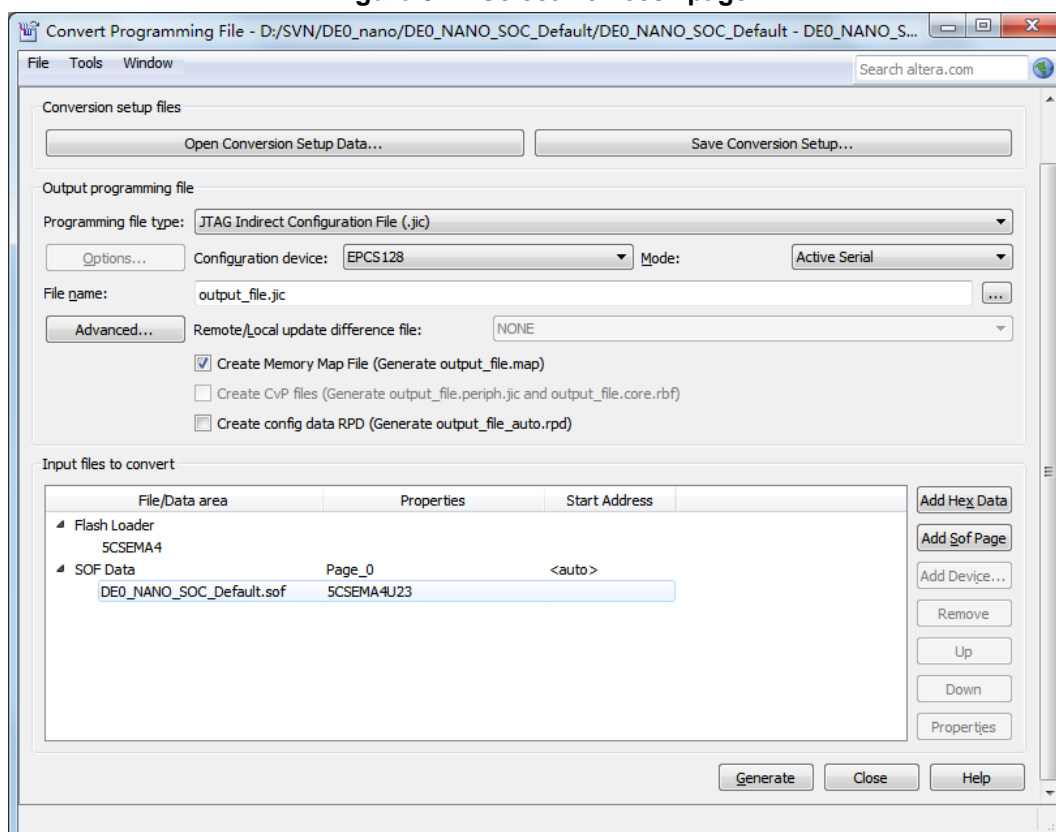 Convert Programming File - D:/SVN/DE0_nano/DE0_NANO_SOC_Default/DE0_NANO_SOC_Default - DE0_NANO_S...
File Tools Window Search altera.com
Conversion setup files
Open Conversion Setup Data... Save Conversion Setup...
Output programming file
Programming file type: JTAG Indirect Configuration File (.jic)
Options... Configuration device: EPCS128 Mode: Active Serial
File name: output_file.jic ...
Advanced... Remote/Local update difference file: NONE
Create Memory Map File (Generate output_file.map)
Create CvP files (Generate output_file.periph.jic and output_file.core.rbf)
Create config data RPD (Generate output_file_auto.rpd)
Input files to convert
File/Data area Properties Start Address Add Hex Data
Flash Loader
5CSEMA4 Add Sof Page
SOF Data Page_0 <auto> Add Device...
DE0_NANO_SOC_Default.sof 5CSEMA4U23
Remove
Up
Down
Properties
Generate Close Help